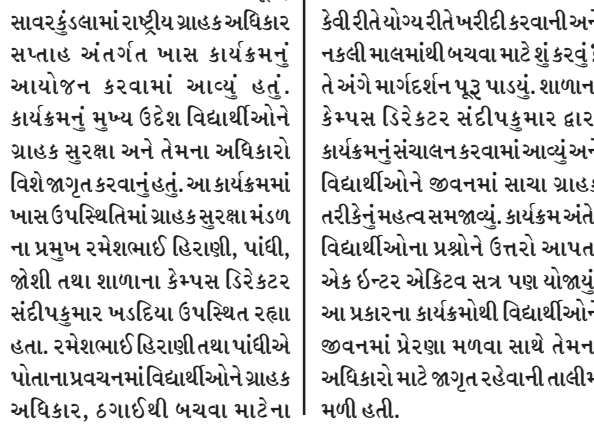 સાવરકુંડલામાં રાષ્ટ્રીય ગ્રાહક અધિકાર
સપ્તાહ અંતર્ગત ખાસ કાર્યક્રમનું
આયોજન કરવામાં આવ્યું હતું.
કાર્યક્રમનું મુખ્ય ઉદેશ વિદ્યાર્થીઓને
ગ્રાહક સુરક્ષા અને તેમના અધિકારો
વિશે જાગૃત કરવાનું હતું. આ કાર્યક્રમમાં
ખાસ ઉપસ્થિતિમાં ગ્રાહક સુરક્ષા મંડળ
ના પ્રમુખ રમેશભાઈ હિરાણી, પાંધી,
જોશી તથા શાળાના કેમ્પસ ડિરેકટર
સંદીપકુમાર ખડદિયા ઉપસ્થિત રહ્યા
હતા. રમેશભાઈ હિરાણી તથા પાંધીએ
પોતાના પ્રવચનમાં વિદ્યાર્થીઓને ગ્રાહક
અધિકાર, ઠગાઈથી બચવા માટેના
કેવી રીતે યોગ્ય રીતે ખરીદી કરવાની અને
નકલી માલમાંથી બચવા માટે શું કરવું
તે અંગે માર્ગદર્શન પૂરૂ પાડયું. શાળાન
કેમ્પસ ડિરેકટર સંદીપકુમાર દ્વાર
કાર્યક્રમનું સંચાલન કરવામાં આવ્યું અને
વિદ્યાર્થીઓને જીવનમાં સાચા ગ્રાહક
તરીકેનું મહત્વ સમજાવ્યું. કાર્યક્રમ અંતે
વિદ્યાર્થીઓના પ્રશ્નોને ઉત્તરો આપત
એક ઇન્ટર એકિટવ સત્ર પણ યોજાયું
આ પ્રકારના કાર્યક્રમોથી વિદ્યાર્થીઓને
જીવનમાં પ્રેરણા મળવા સાથે તેમન
અધિકારો માટે જાગૃત રહેવાની તાલીમ
મળી હતી.